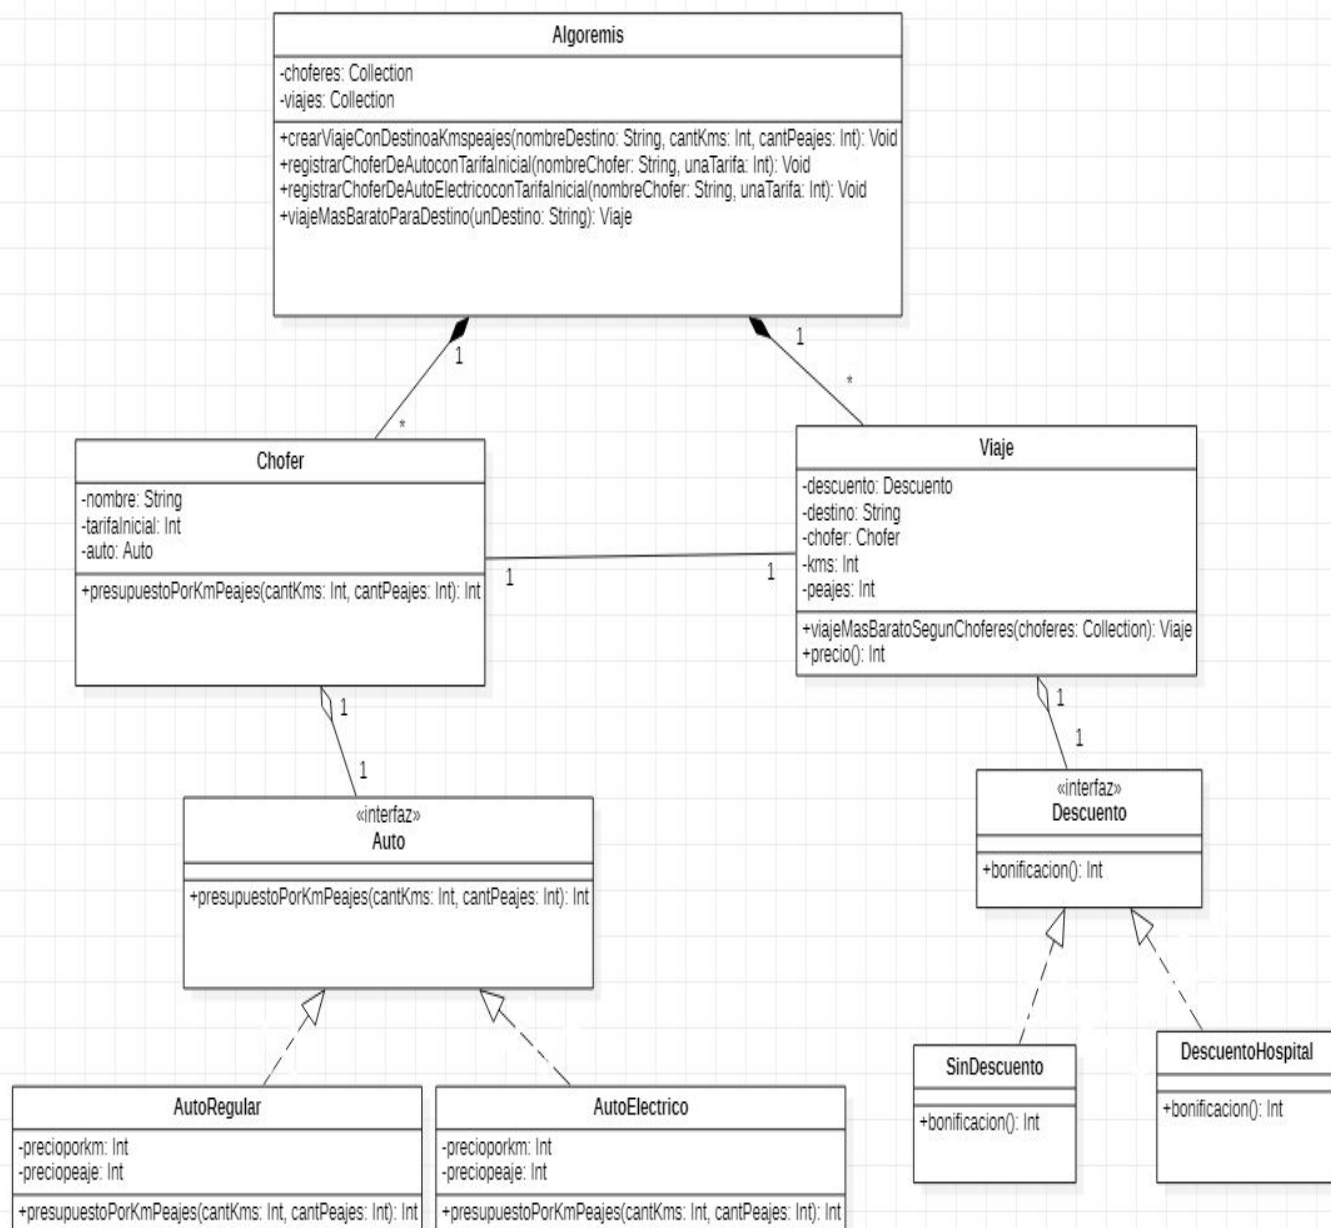 Algoremis
-choferes: Collection
-viajes: Collection
+crearViajeConDestinoaKmspeajes(nombreDestino: String, cantKms: Int, cantPeajes: Int): Void
+registrarChoferDeAutoconTarifaInicial(nombreChofer: String, unaTarifa: Int): Void
+registrarChoferDeAutoElectricoconTarifaInicial(nombreChofer: String, unaTarifa: Int): Void
+viajeMasBaratoParaDestino(unDestino: String): Viaje
1
*
1
*
Chofer
-nombre: String
-tarifaInicial: Int
-auto: Auto
+presupuestoPorKmPeajes(cantKms: Int, cantPeajes: Int): Int
1
1
Viaje
-descuento: Descuento
-destino: String
-chofer: Chofer
-kms: Int
-peajes: Int
+viajeMasBaratoSegunChoferes(choferes: Collection): Viaje
+precio(): Int
1
1
«interfaz»
Auto
+presupuestoPorKmPeajes(cantKms: Int, cantPeajes: Int): Int
1
1
«interfaz»
Descuento
+bonificacion(): Int
AutoRegular
-precioporkm: Int
-preciopeaje: Int
+presupuestoPorKmPeajes(cantKms: Int, cantPeajes: Int): Int
AutoElectrico
-precioporkm: Int
-preciopeaje: Int
+presupuestoPorKmPeajes(cantKms: Int, cantPeajes: Int): Int
SinDescuento
+bonificacion(): Int
DescuentoHospital
+bonificacion(): Int